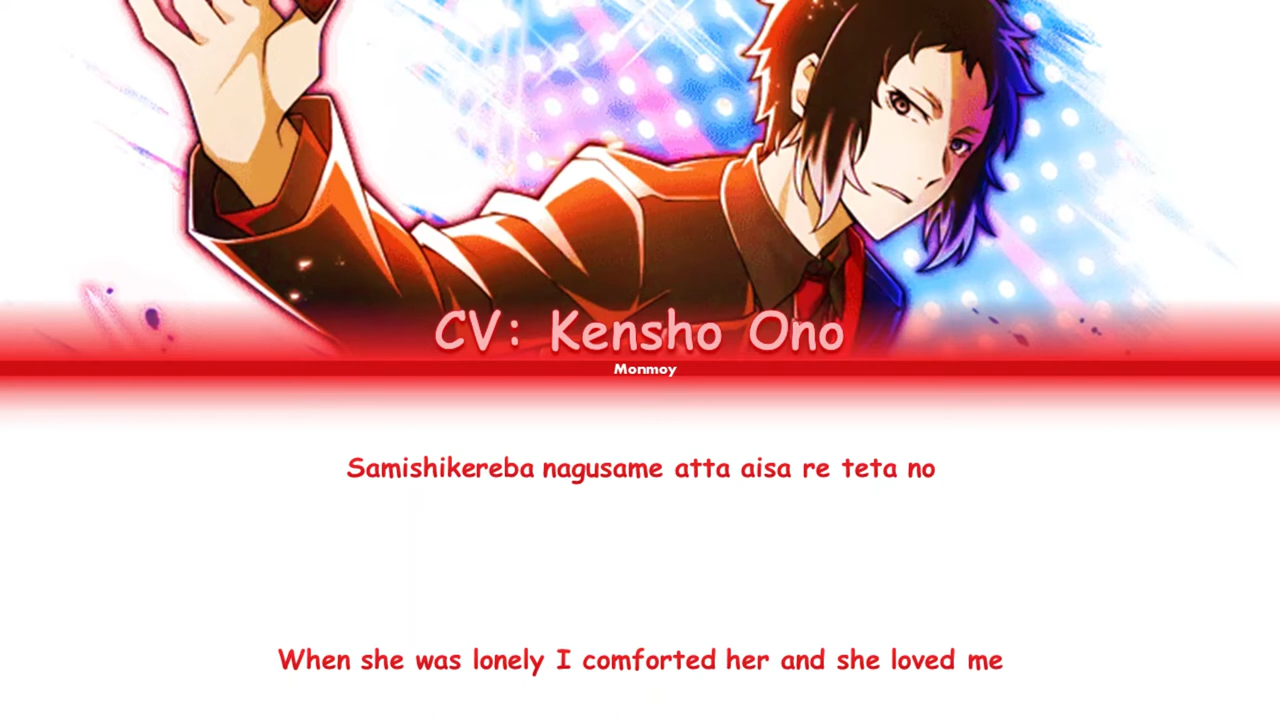 CV: Kensho Ono
Monmoy
Samishikereba nagusame atta aisa re teta no
When she was lonely I comforted her and she loved me